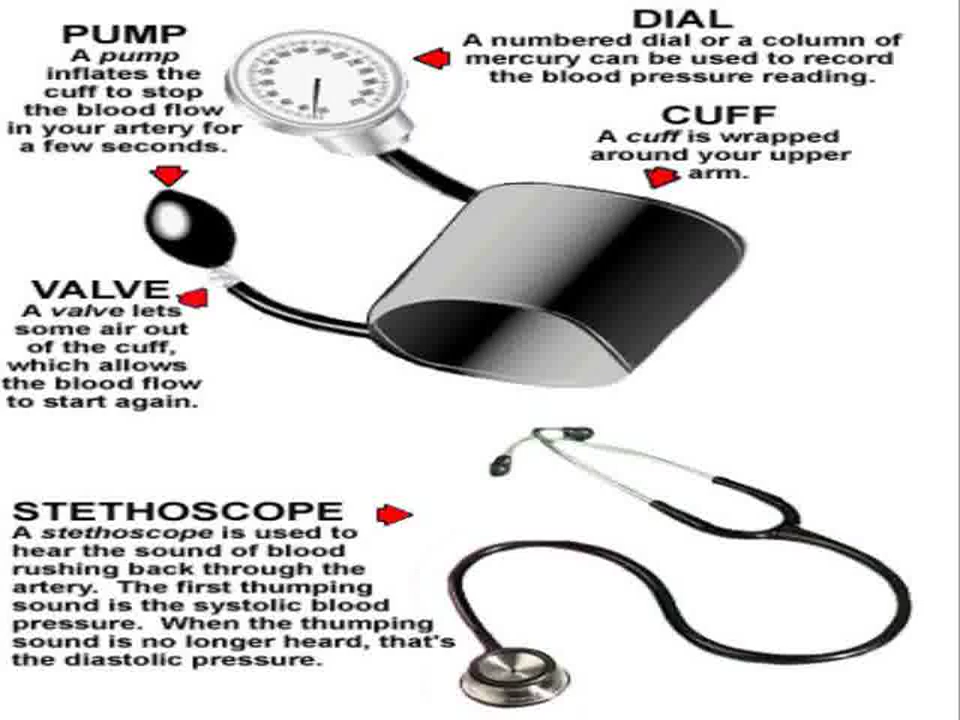 PUMP
A pump
inflates the
cuff to stop
the blood flow
in your artery for
a few seconds.
DIAL
A numbered dial or a column of
mercury can be used to record
the blood pressure reading.
CUFF
A cuff is wrapped
around your upper
arm.
VALVE
A valve lets
some air out
of the cuff,
which allows
the blood flow
to start again.
STETHOSCOPE
A stethoscope is used to
hear the sound of blood
rushing back through the
artery. The first thumping
sound is the systolic blood
pressure. When the thumping
sound is no longer heard, that's
the diastolic pressure.